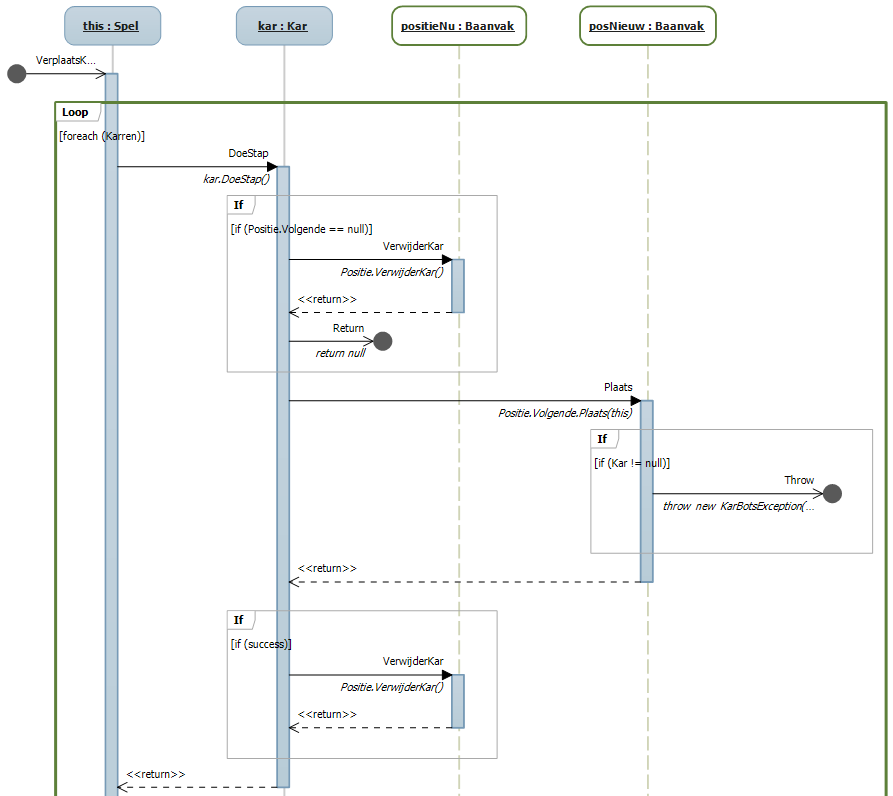 this : Spel
kar : Kar
positieNu : Baanvak
posNieuw : Baanvak
VerplaatsK...
Loop
[foreach (Karren)]
DoeStap
kar.DoeStap()
If
[if (Positie.Volgende == null)]
VerwijderKar
Positie.VerwijderKar()
<<return>>
Return
return null
Plaats
Positie.Volgende.Plaats(this)
If
[if (Kar != null)]
Throw
throw new KarBotsException(...
<<return>>
If
[if (success)]
VerwijderKar
Positie.VerwijderKar()
<<return>>
<<return>>